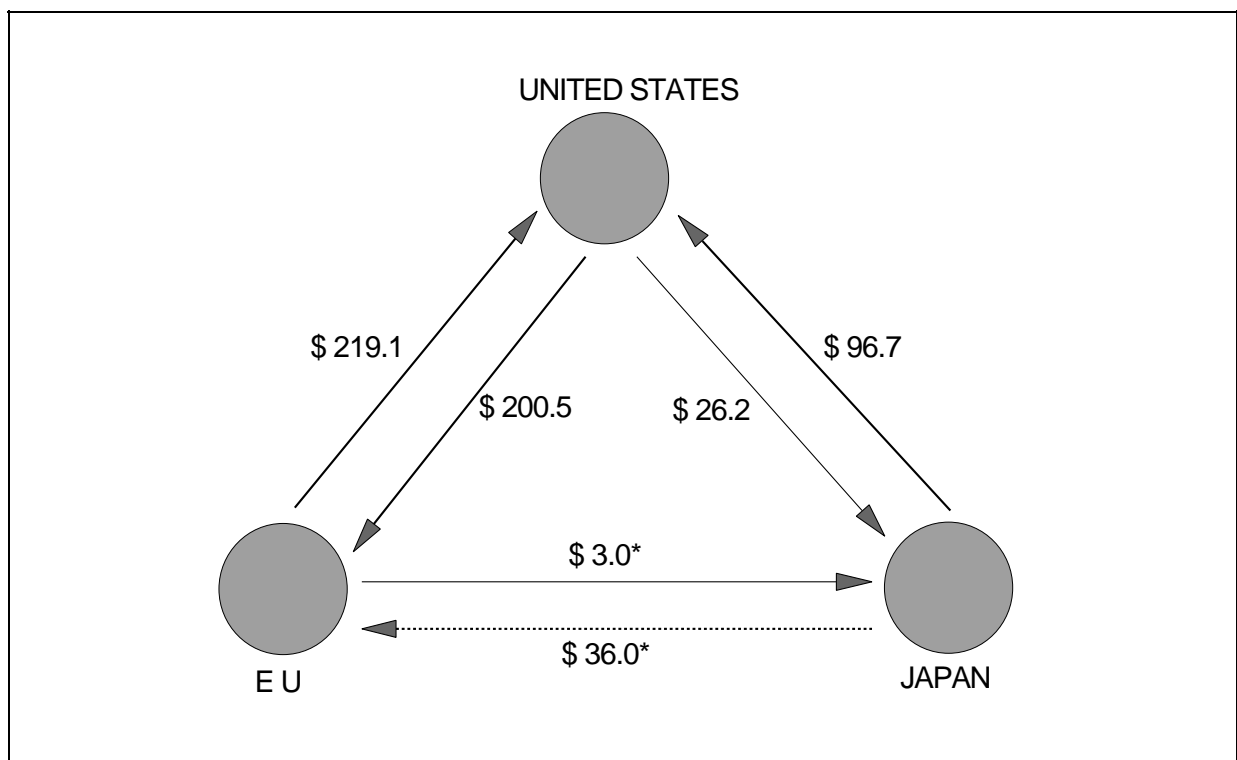 UNITED STATES
$ 219.1
$ 96.7
$ 200.5
$ 26.2
$ 3.0*
$ 36.0*
E U
JAPAN